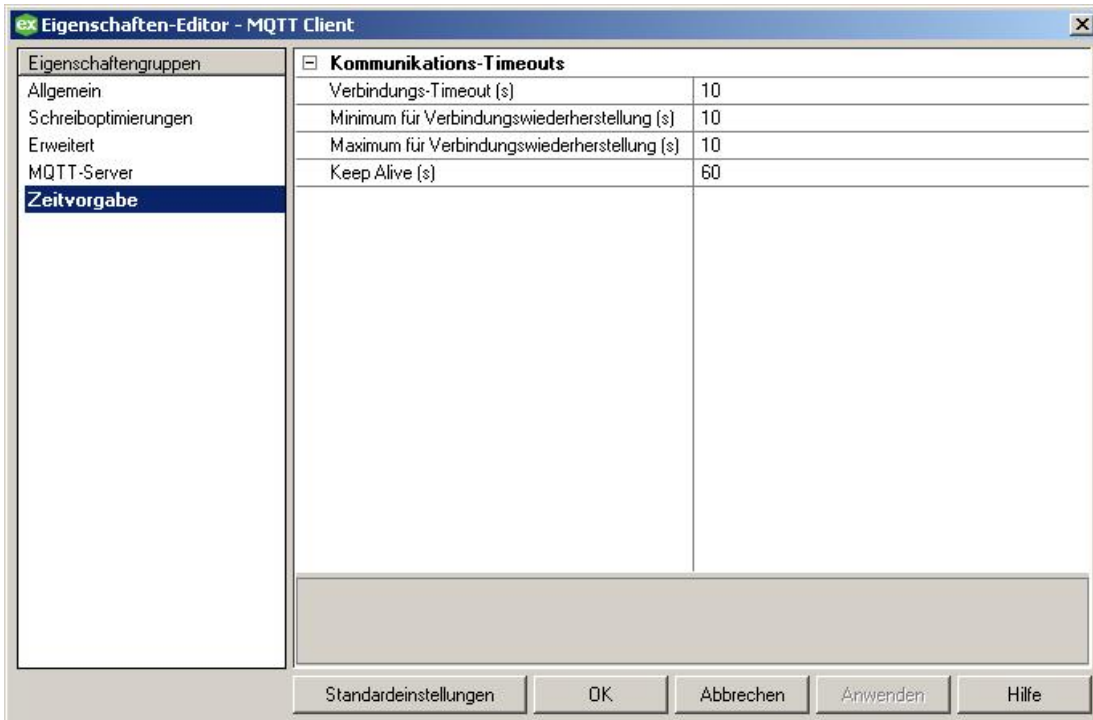 ex Eigenschaften-Editor - MQTT Client
Eigenschaftengruppen
Allgemein
Schreiboptimierungen
Erweitert
MQTT-Server
Zeitvorgabe
Kommunikations-Timeouts
Verbindungs-Timeout (s) 10
Minimum für Verbindungswiederherstellung (s) 10
Maximum für Verbindungswiederherstellung (s) 10
Keep Alive (s) 60
Standardeinstellungen OK Abbrechen Anwenden Hilfe